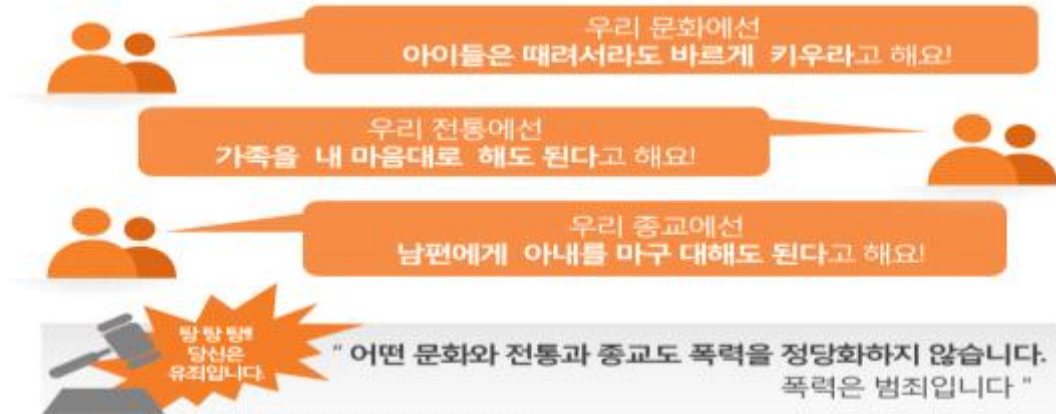 우리 문화에선
아이들은 때려서라도 바르게 키우라고 해요!
우리 전통에선
가족을 내 마음대로 해도 된다고 해요!
우리 종교에선
남편에게 아내를 마구 대해도 된다고 해요!
탕 탕 탕!!
당신은
유죄입니다.
" 어떤 문화와 전통과 종교도 폭력을 정당화하지 않습니다.
폭력은 범죄입니다 "